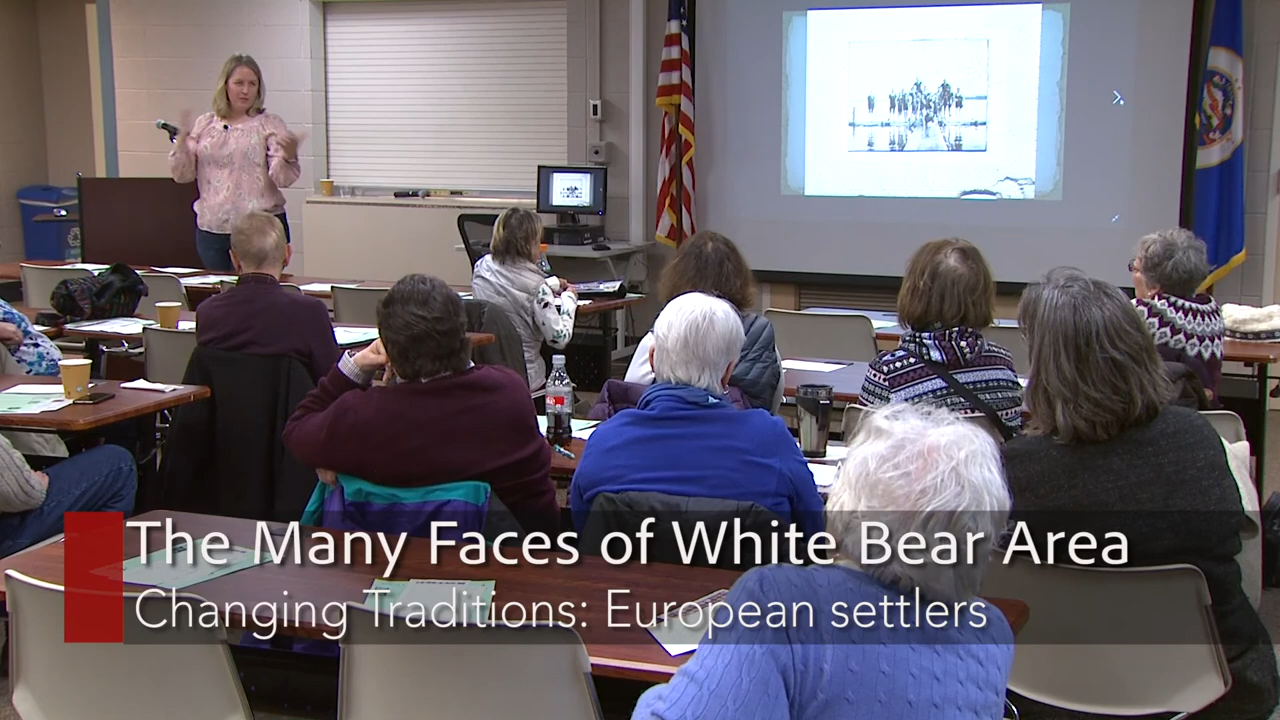 The Many Faces of White Bear Area
Changing Traditions: European settlers